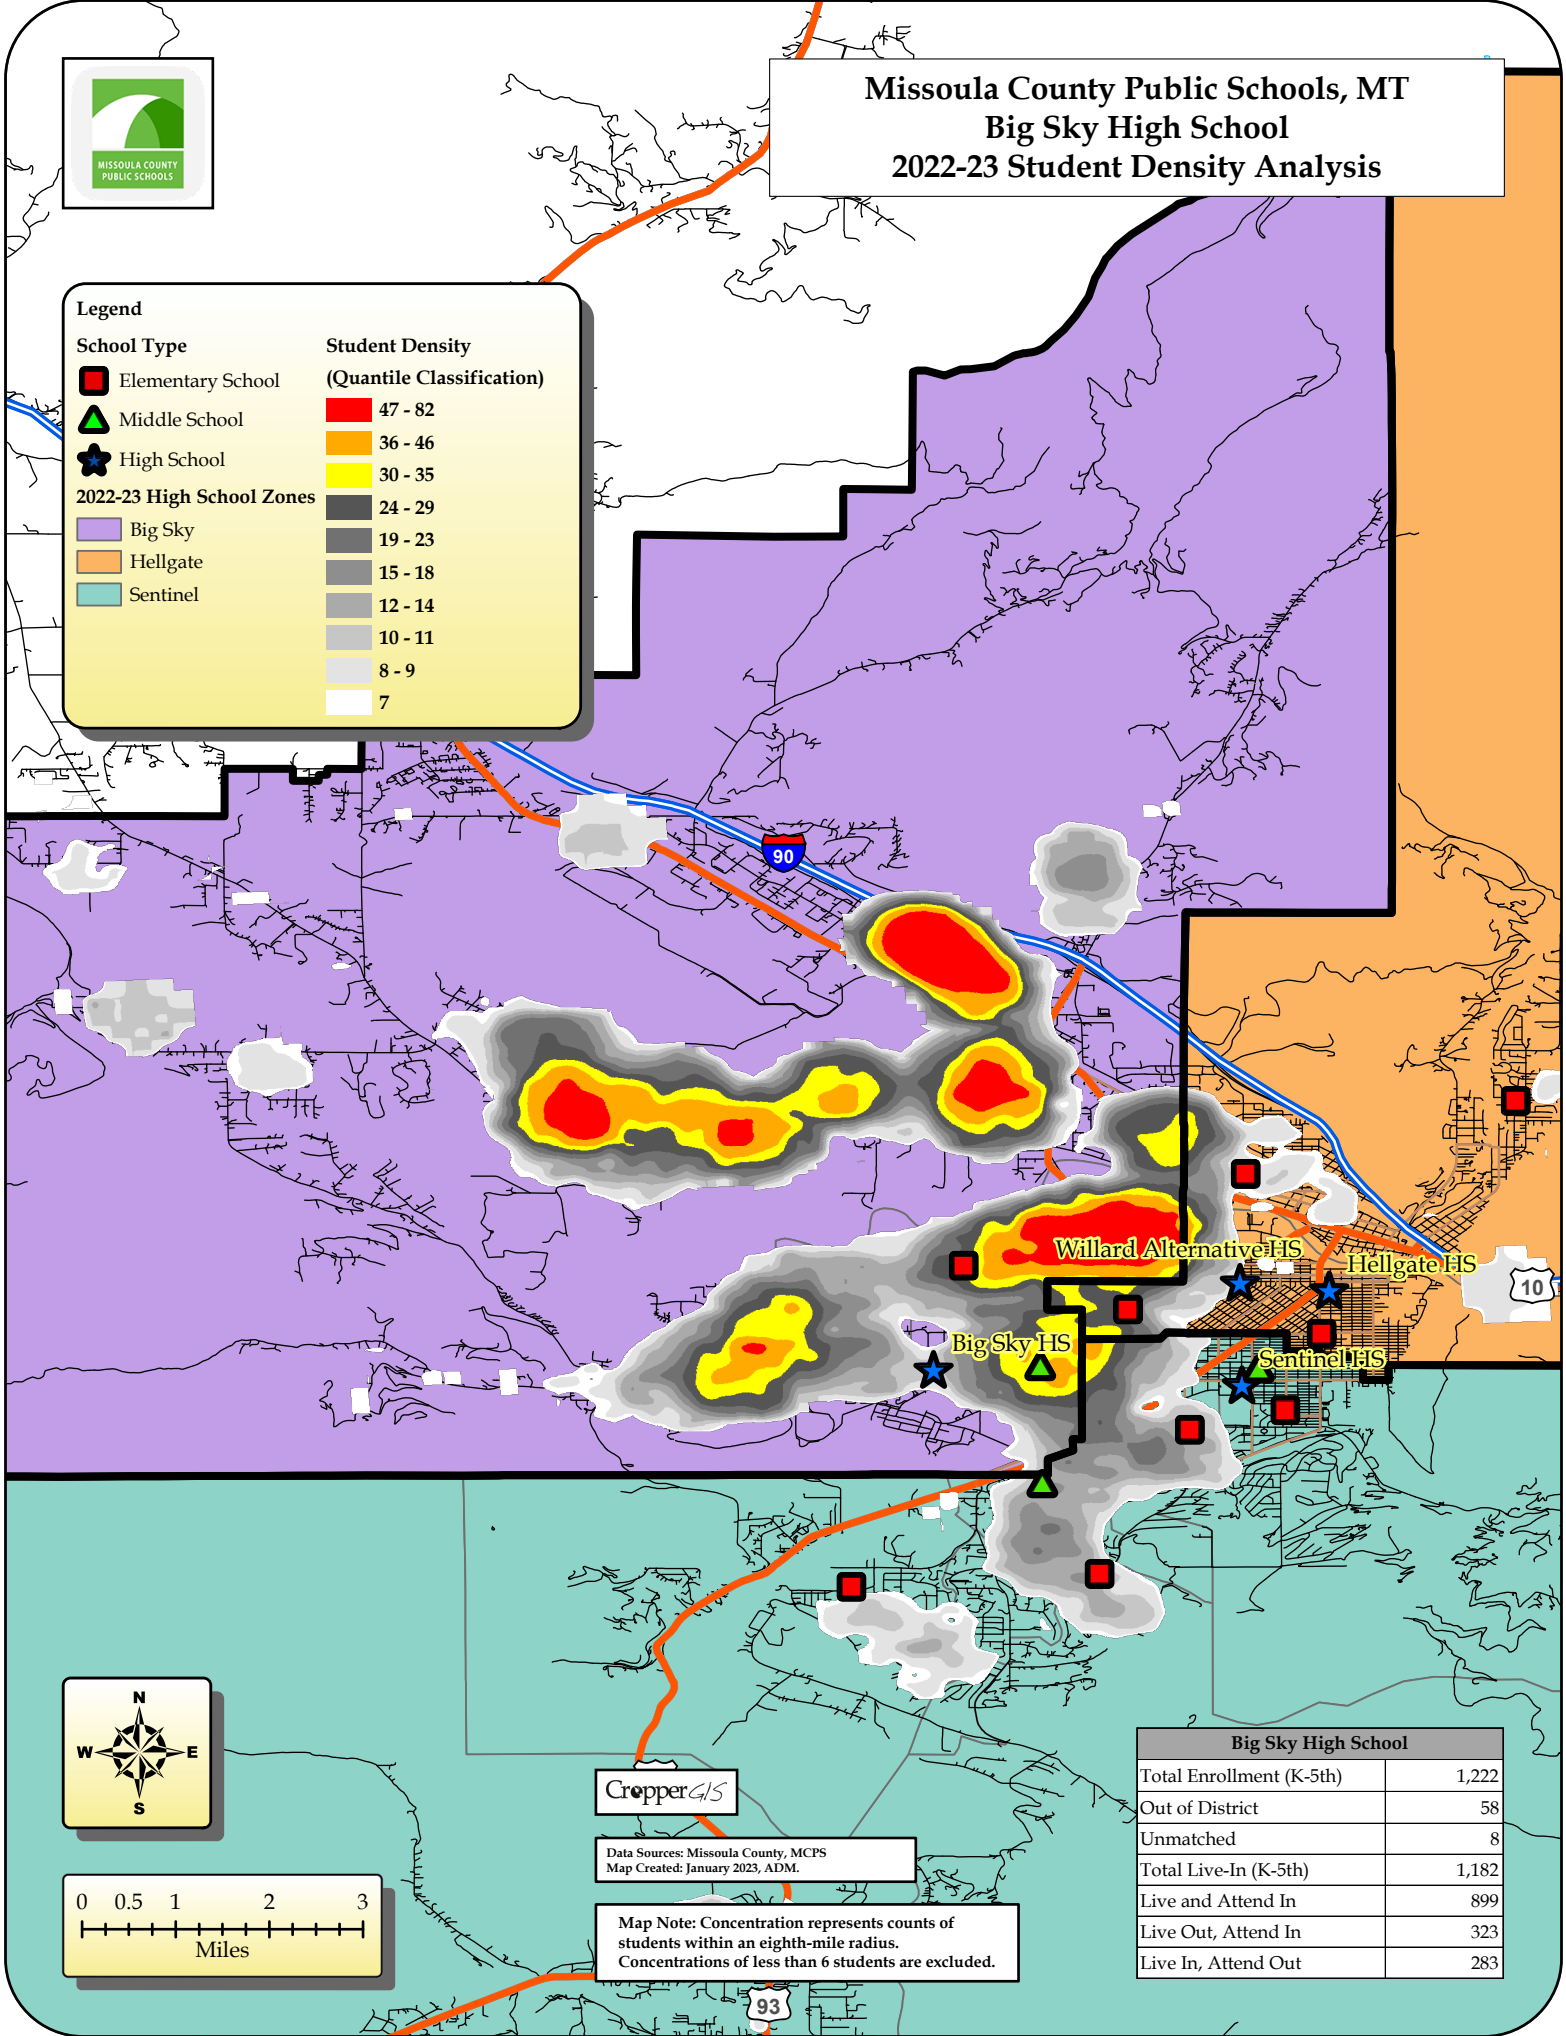 Missoula County Public Schools, MT
Big Sky High School
2022-23 Student Density Analysis
MISSOULA COUNTY
PUBLIC SCHOOLS
Legend
School Type
Elementary School
Middle School
High School
2022-23 High School Zones
Big Sky
Hellgate
Sentinel
Student Density
(Quantile Classification)
47 - 82
36 - 46
30 - 35
24 - 29
19 - 23
15 - 18
12 - 14
10 - 11
8 - 9
7
90
Willard Alternative HS
Hellgate HS
10
Big Sky HS
Sentinel HS
N
W E
S
0 0.5 1 2 3
Miles
Cropper GIS
Data Sources: Missoula County, MCPS
Map Created: January 2023, ADM.
Map Note: Concentration represents counts of
students within an eighth-mile radius.
Concentrations of less than 6 students are excluded.
93
Big Sky High School
Total Enrollment (K-5th) 1,222
Out of District 58
Unmatched 8
Total Live-In (K-5th) 1,182
Live and Attend In 899
Live Out, Attend In 323
Live In, Attend Out 283